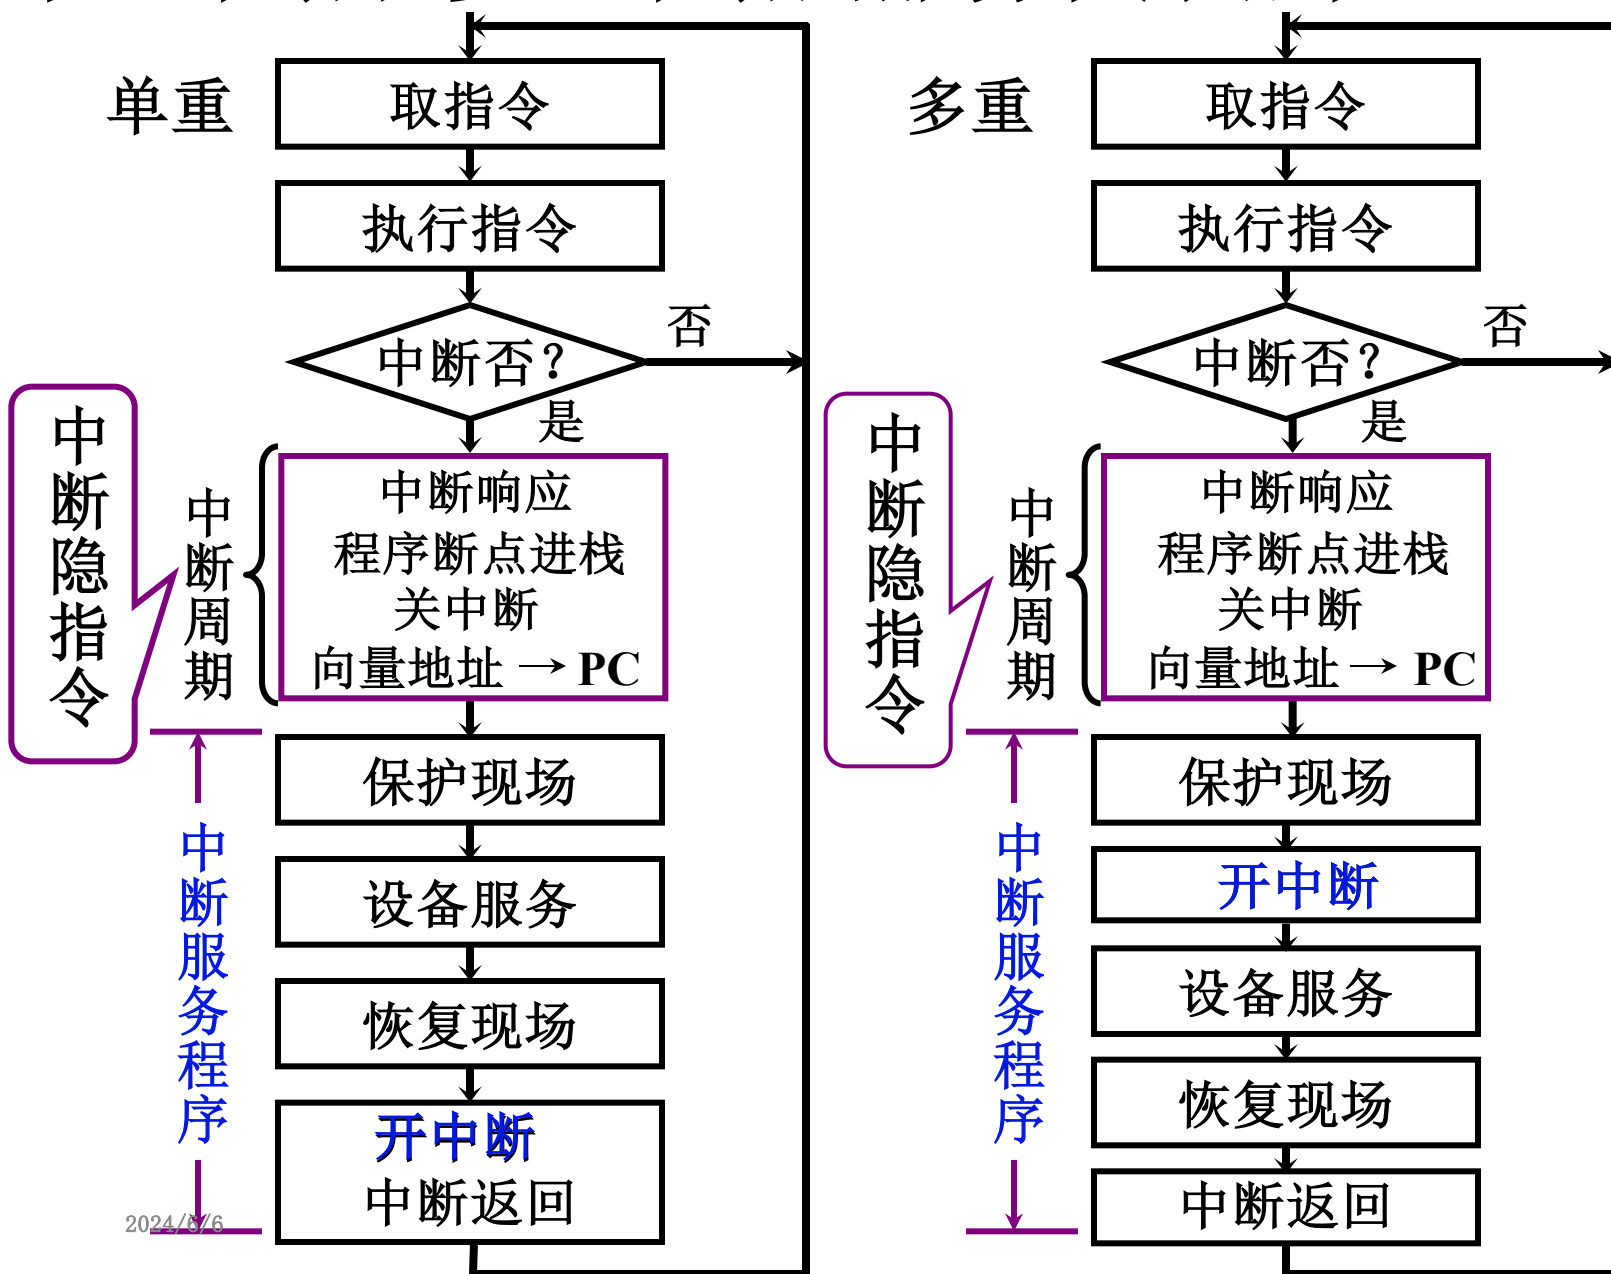 单重
取指令
执行指令
中断否？
否
是
中断隐指令
中断周期
中断响应
程序断点进栈
关中断
向量地址 → PC
保护现场
设备服务
恢复现场
开中断
中断返回
中断服务程序
2024/6/6
多重
取指令
执行指令
中断否？
否
是
中断隐指令
中断周期
中断响应
程序断点进栈
关中断
向量地址 → PC
保护现场
开中断
设备服务
恢复现场
中断返回
中断服务程序